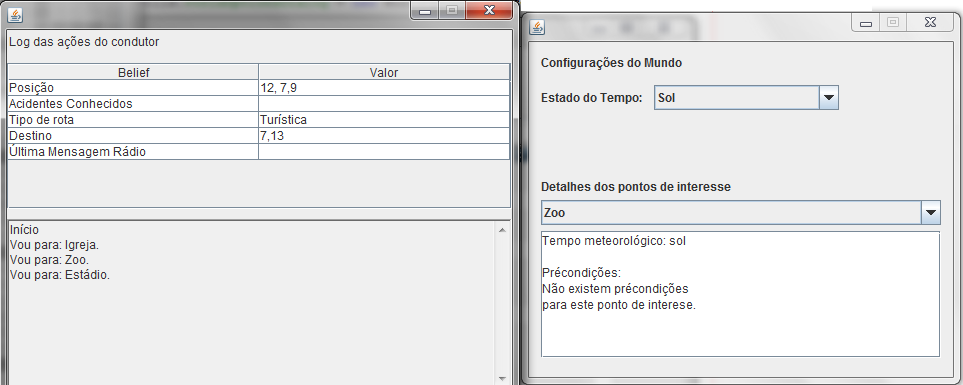 Log das ações do condutor
Belief Valor
Posição 12, 7,9
Acidentes Conhecidos
Tipo de rota Turística
Destino 7,13
Última Mensagem Rádio
Início
Vou para: Igreja.
Vou para: Zoo.
Vou para: Estádio.
Configurações do Mundo
Estado do Tempo: Sol
Detalhes dos pontos de interesse
Zoo
Tempo meteorológico: sol
Précondições:
Não existem précondições
para este ponto de interese.